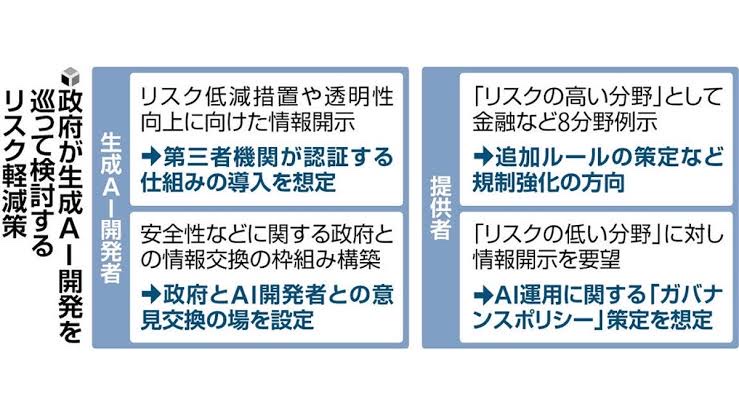 政府が生成AI開発を
巡って検討する
リスク軽減策
生成AI開発者
リスク低減措置や透明性
向上に向けた情報開示
➡第三者機関が認証する
仕組みの導入を想定
安全性などに関する政府と
の情報交換の枠組み構築
➡政府とAI開発者との意
見交換の場を設定
提供者
「リスクの高い分野」として
金融など8分野例示
➡追加ルールの策定など
規制強化の方向
「リスクの低い分野」に対し
情報開示を要望
➡AI運用に関する「ガバナ
ンスポリシー」策定を想定